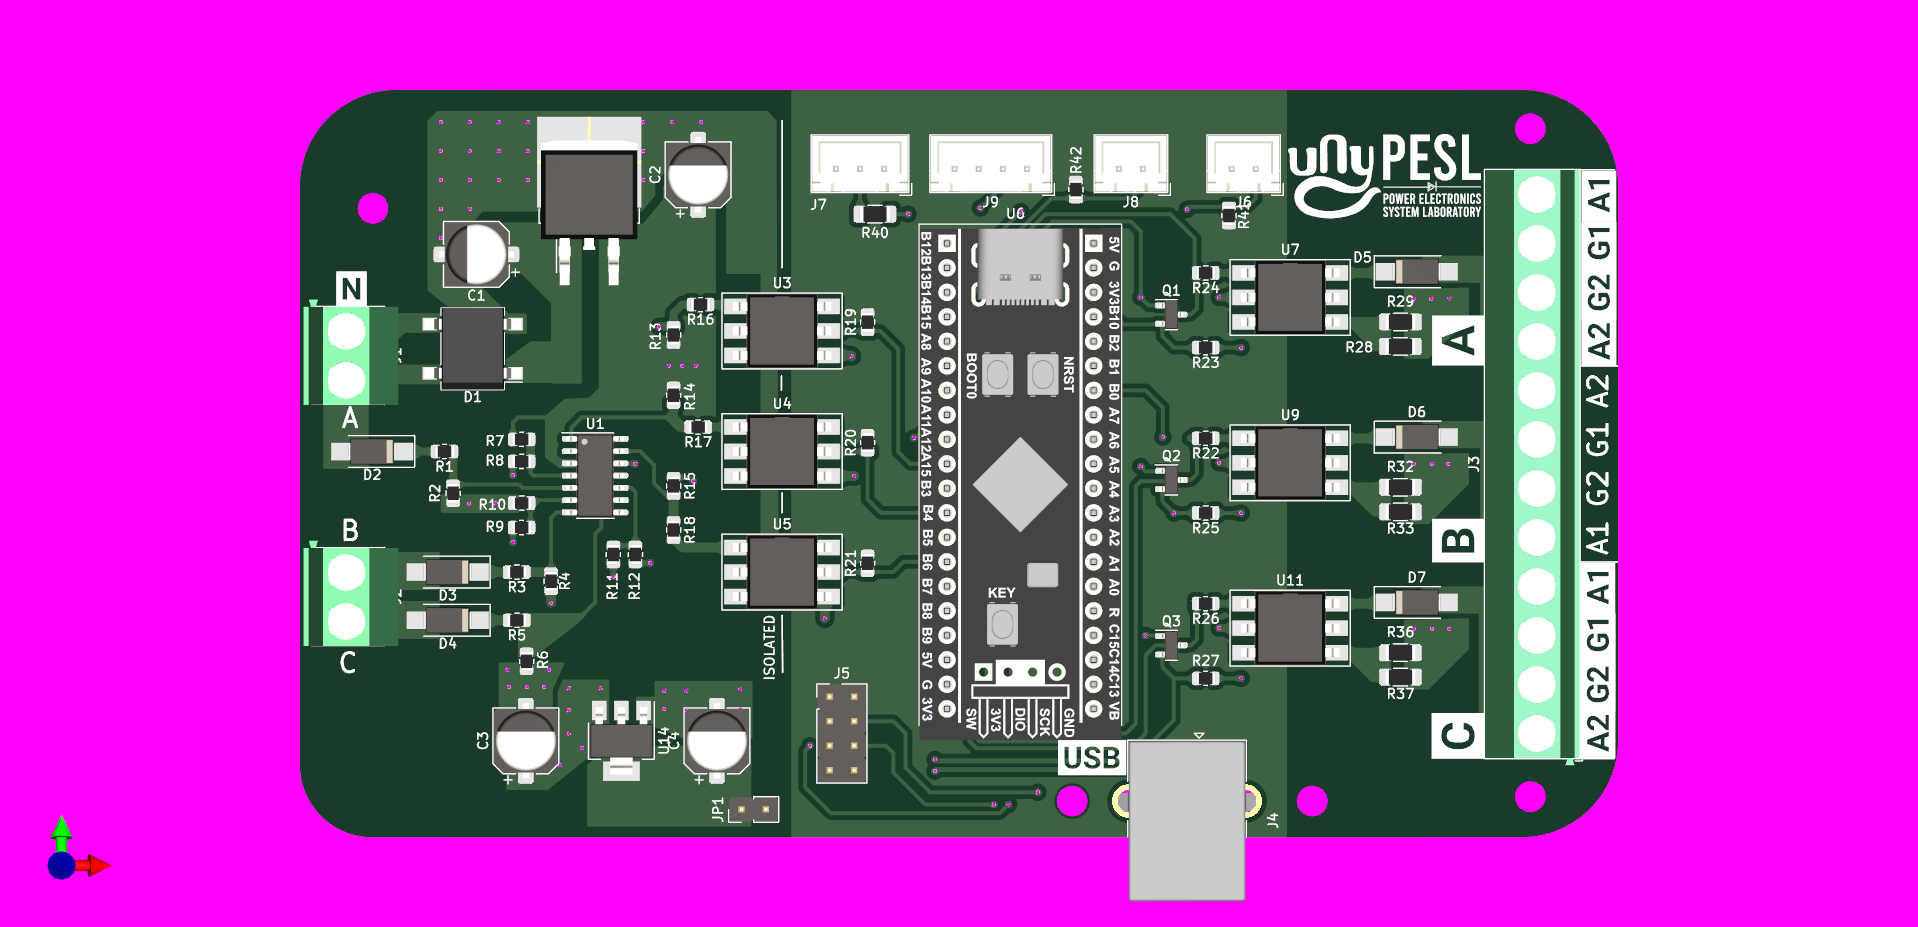 uny PESL
POWER ELECTRONICS
SYSTEM LABORATORY
C2
R42
J7
J9
J8
J6
U6
R40
R41
C1
N
D1
A
D2
R1
R2
R7
R8
U1
R10
R9
B
D3
R3
R4
D4
R5
C
R6
R11
R12
C3
U14
C4
JP1
U3
R16
R13
R19
R14
U4
R17
R20
R15
R18
U5
R21
ISOLATED
J5
B12
B13
B14
B15
A8
A9
A10
A11
A12
A15
B3
B4
B5
B6
B7
B8
B9
5V
G
3V3
BOOT0
NRST
KEY
SW
3V3
DIO
SCK
GND
5V
G
3V3
B10
B2
B1
B0
A7
A6
A5
A4
A3
A2
A1
A0
R
C15
C14
C13
VB
USB
J4
Q1
R24
R23
U7
D5
R29
R28
A
Q2
R22
R25
U9
D6
R32
R33
J3
B
Q3
R26
R27
U11
D7
R36
R37
C
A1
G1
G2
A2
A2
G1
G2
A1
A1
G1
G2
A2